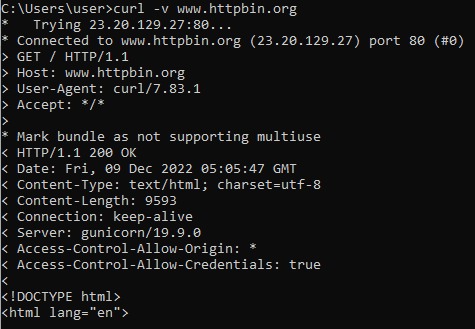 C:\Users\user>curl -v www.httpbin.org
*   Trying 23.20.129.27:80...
* Connected to www.httpbin.org (23.20.129.27) port 80 (#0)
> GET / HTTP/1.1
> Host: www.httpbin.org
> User-Agent: curl/7.83.1
> Accept: */*
>
* Mark bundle as not supporting multiuse
< HTTP/1.1 200 OK
< Date: Fri, 09 Dec 2022 05:05:47 GMT
< Content-Type: text/html; charset=utf-8
< Content-Length: 9593
< Connection: keep-alive
< Server: gunicorn/19.9.0
< Access-Control-Allow-Origin: *
< Access-Control-Allow-Credentials: true
<
<!DOCTYPE html>
<html lang="en">